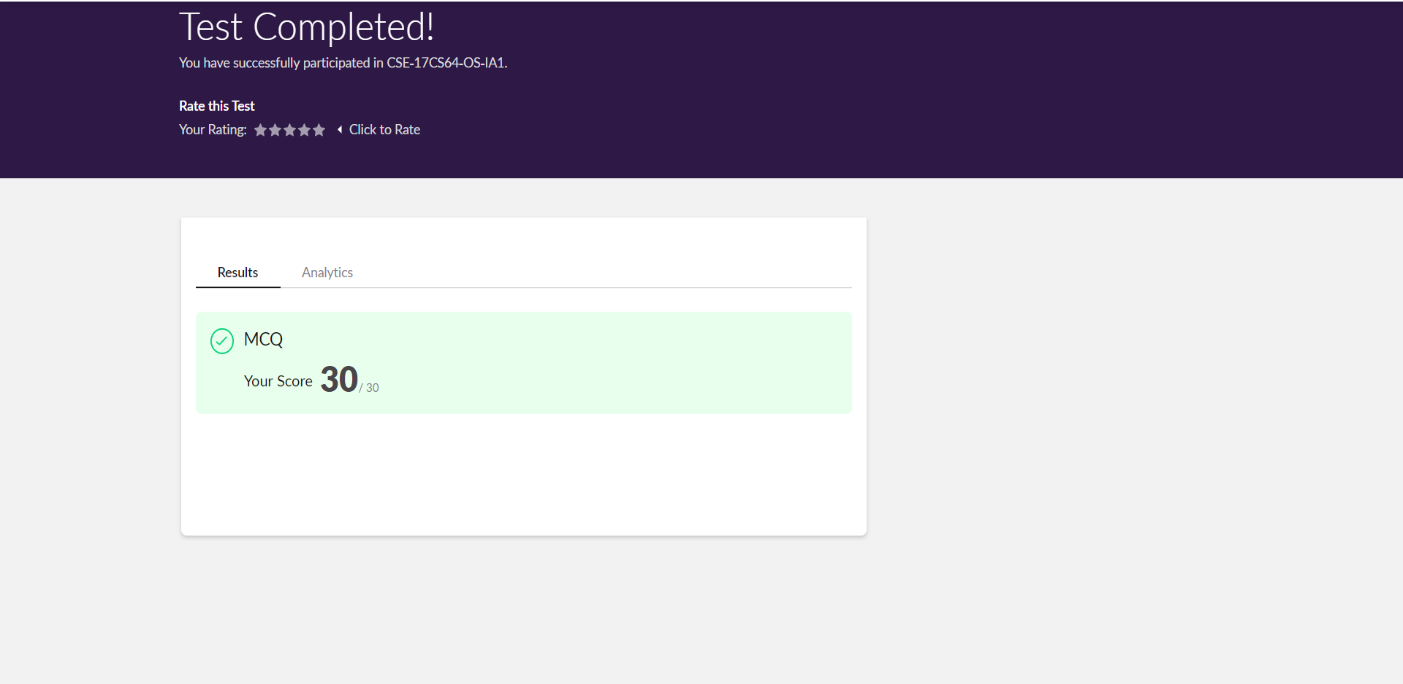 Test Completed!
You have successfully participated in CSE-17CS64-OS-IA1.
Rate this Test
Your Rating: Click to Rate
Results Analytics
MCQ
Your Score 30 / 30